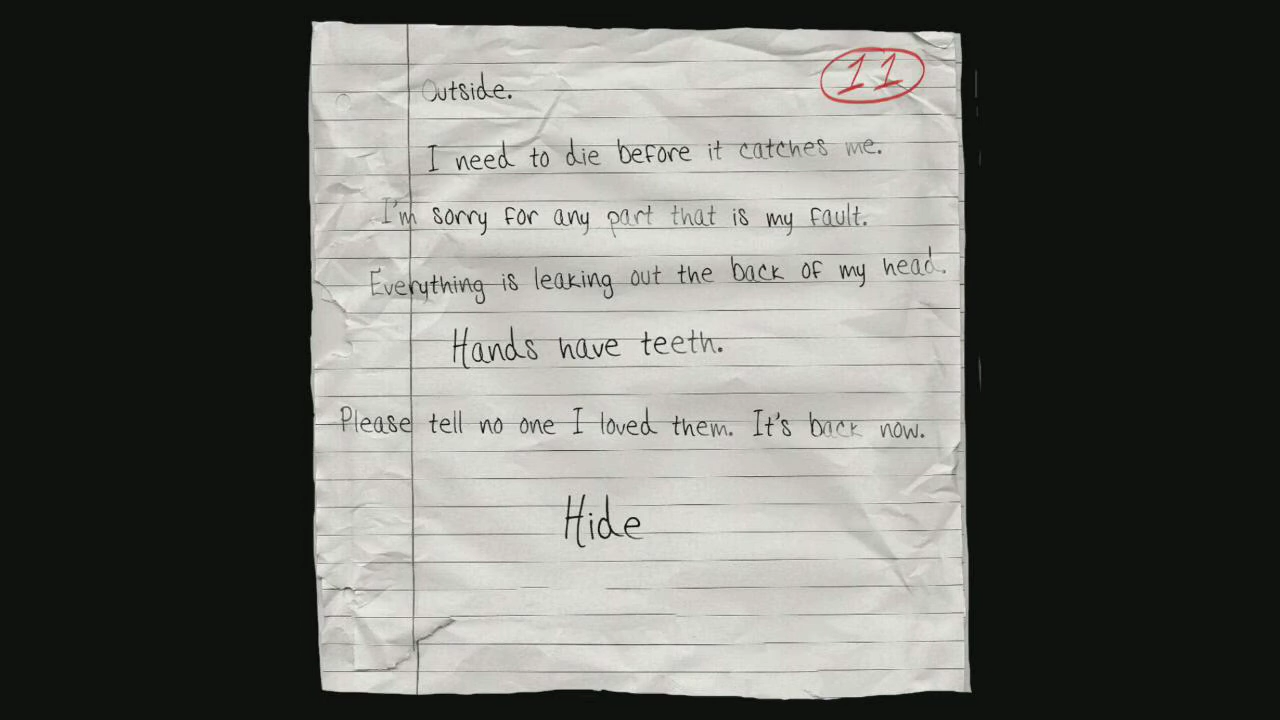 11
Outside.
I need to die before it catches me.
I'm sorry for any part that is my fault.
Everything is leaking out the back of my head.
Hands have teeth.
Please tell no one I loved them. It's back now.
Hide